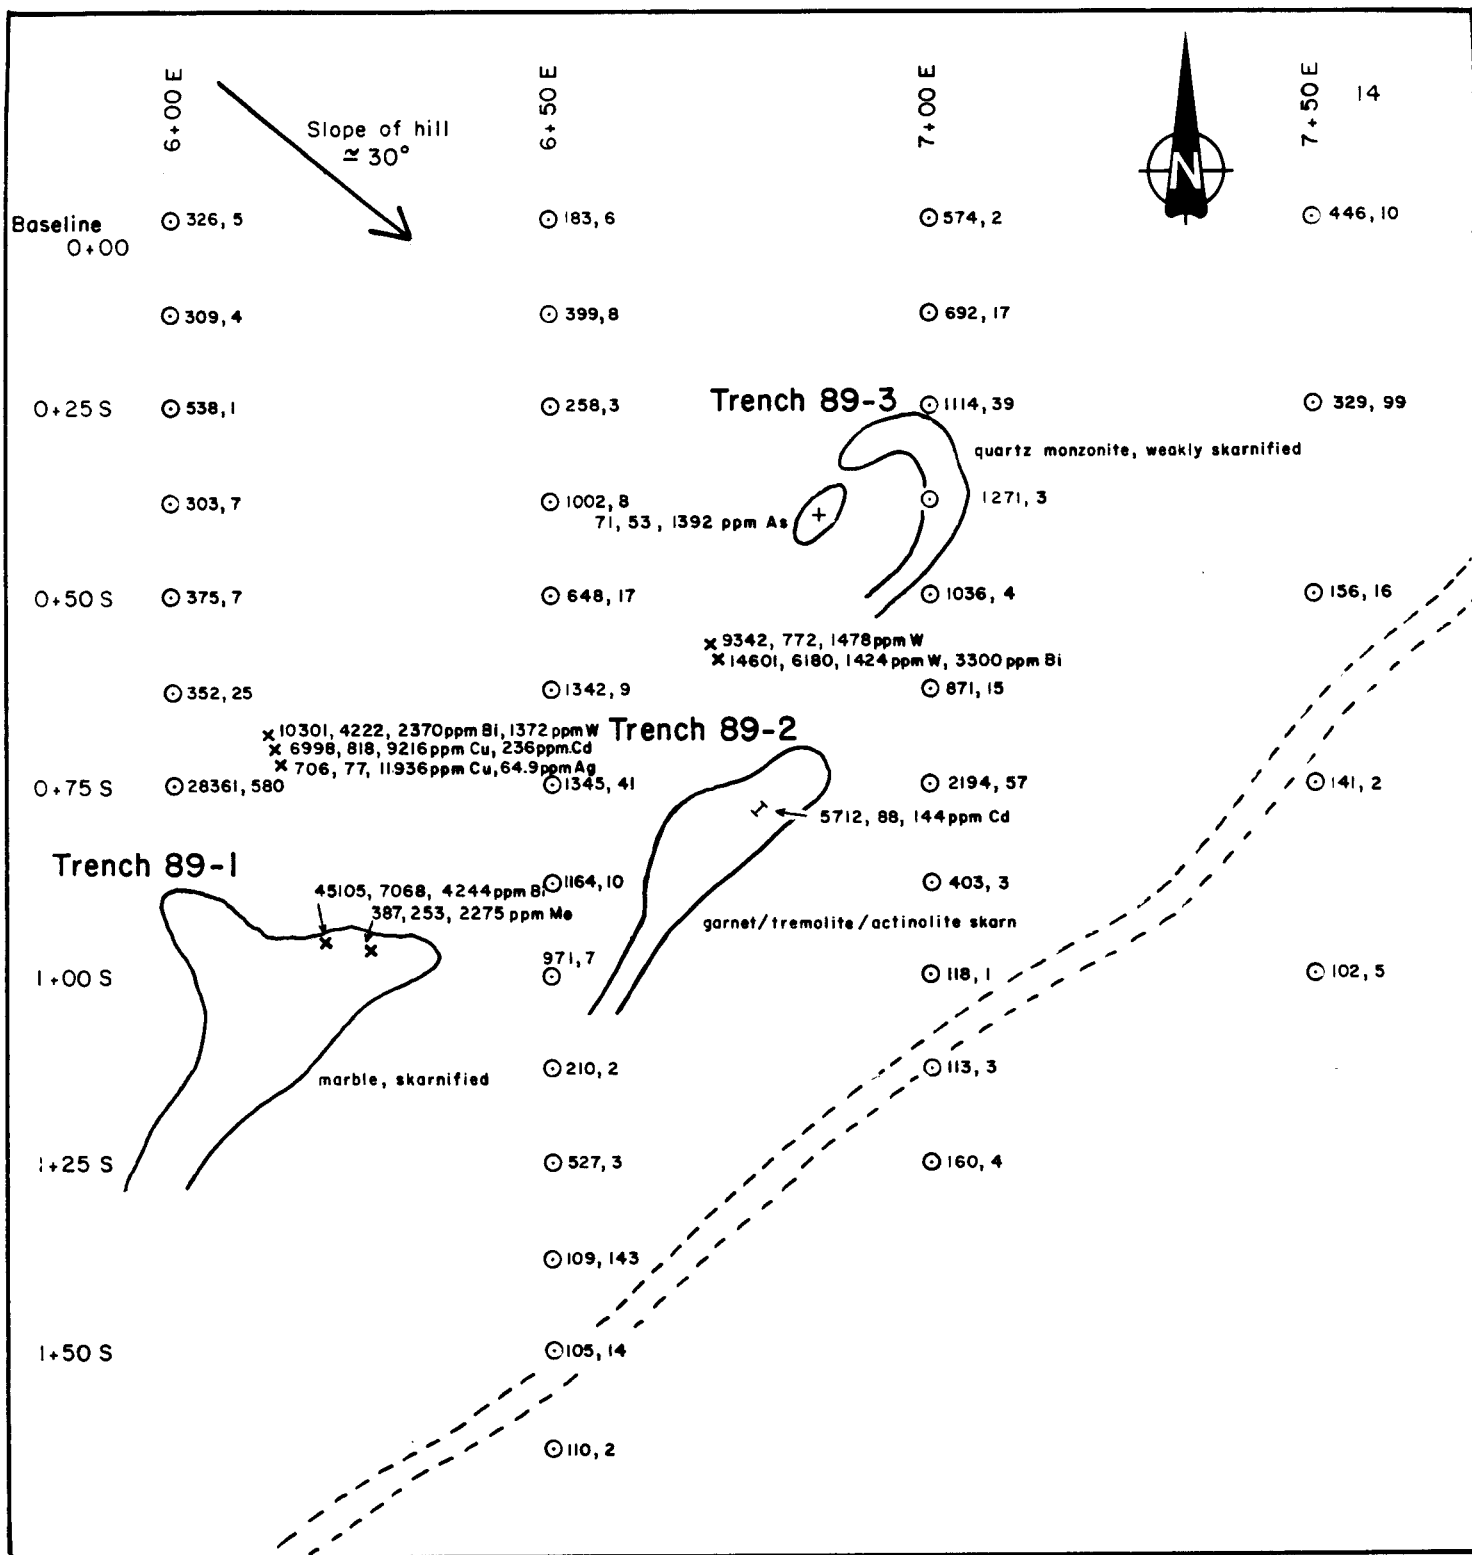 6+00 E
6+50 E
7+00 E
7+50 E
14
Slope of hill
≃ 30°
N
Baseline
0+00
326, 5
183, 6
574, 2
446, 10
309, 4
399, 8
692, 17
0+25 S
538, 1
258, 3
Trench 89-3
1114, 39
329, 99
quartz monzonite, weakly skarnified
303, 7
1002, 8
1271, 3
71, 53, 1392 ppm As
0+50 S
375, 7
648, 17
1036, 4
156, 16
9342, 772, 1478 ppm W
14601, 6180, 1424 ppm W, 3300 ppm Bi
352, 25
1342, 9
871, 15
10301, 4222, 2370 ppm Bi, 1372 ppm W
Trench 89-2
6998, 818, 9216 ppm Cu, 236 ppm Cd
706, 77, 11936 ppm Cu, 64.9 ppm Ag
0+75 S
28361, 580
1345, 41
2194, 57
141, 2
5712, 88, 144 ppm Cd
Trench 89-1
45105, 7068, 4244 ppm Bi
1164, 10
403, 3
387, 253, 2275 ppm Mo
garnet/tremolite/actinolite skarn
971, 7
1+00 S
118, 1
102, 5
210, 2
113, 3
marble, skarnified
1+25 S
527, 3
160, 4
109, 143
1+50 S
105, 14
110, 2